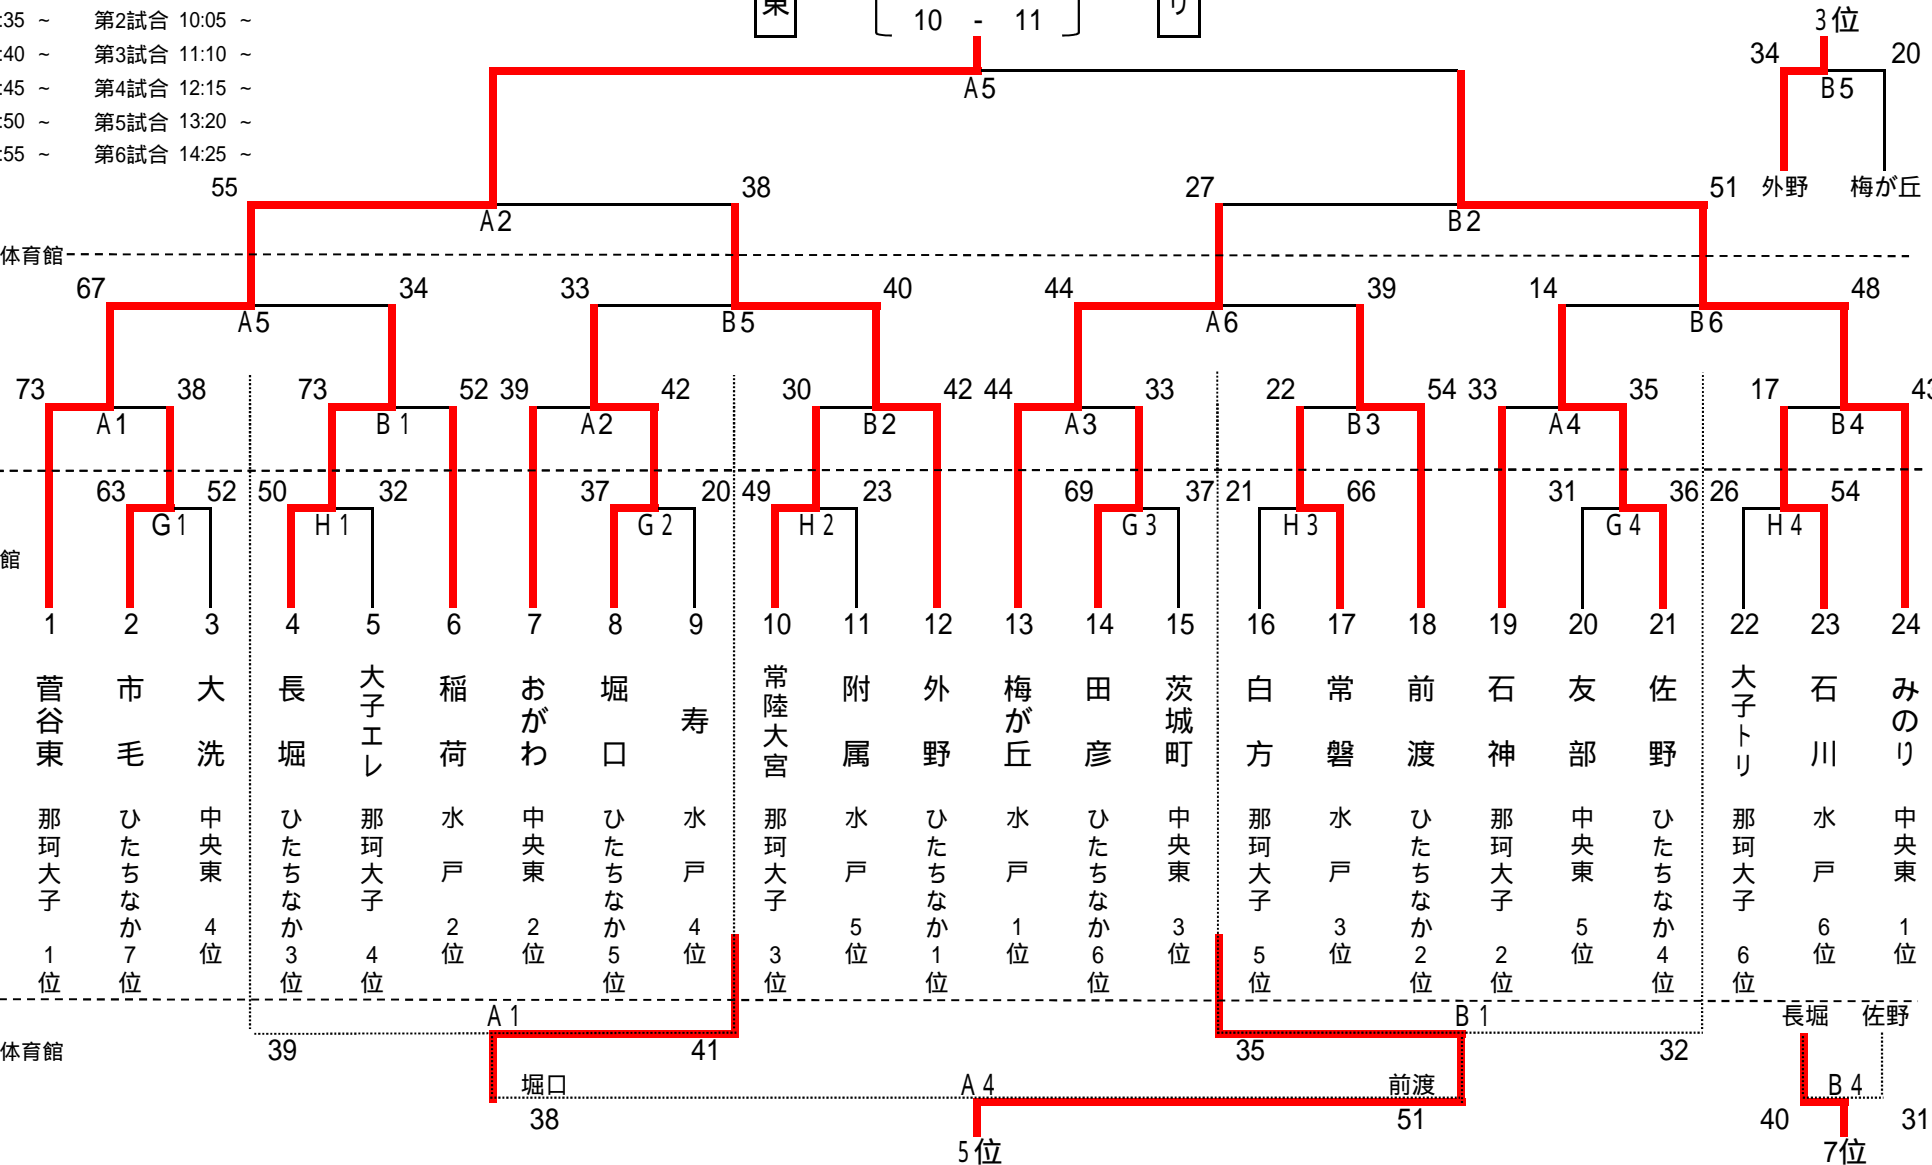 :35 ~ 第2試合 10:05 ~
:40 ~ 第3試合 11:10 ~
:45 ~ 第4試合 12:15 ~
:50 ~ 第5試合 13:20 ~
:55 ~ 第6試合 14:25 ~
東 10 - 11 リ
3位
34 20
A5 B5
外野 梅が丘
55 38 27 51
A2 B2
体育館
67 34 33 40 44 39 14 48
A5 B5 A6 B6
73 38 73 52 39 42 30 42 44 33 22 54 33 35 17 43
A1 B1 A2 B2 A3 B3 A4 B4
63 52 50 32 37 20 49 23 69 37 21 66 31 36 26 54
G1 H1 G2 H2 G3 H3 G4 H4
館
1 2 3 4 5 6 7 8 9 10 11 12 13 14 15 16 17 18 19 20 21 22 23 24
菅谷東 那珂大子 1位
市毛 ひたちなか 7位
大洗 中央東 4位
長堀 ひたちなか 3位
大子エレ 那珂大子 4位
稲荷 水戸 2位
おがわ 中央東 2位
堀口 ひたちなか 5位
寿 水戸 4位
常陸大宮 那珂大子 3位
附属 水戸 5位
外野 ひたちなか 1位
梅が丘 水戸 1位
田彦 ひたちなか 6位
茨城町 中央東 3位
白方 那珂大子 5位
常磐 水戸 3位
前渡 ひたちなか 2位
石神 那珂大子 2位
友部 中央東 5位
佐野 ひたちなか 4位
大子トリ 那珂大子 6位
石川 水戸 6位
みのり 中央東 1位
A1 B1 長堀 佐野
体育館 39 41 35 32
堀口 A4 前渡 B4
38 51 40 31
5位 7位